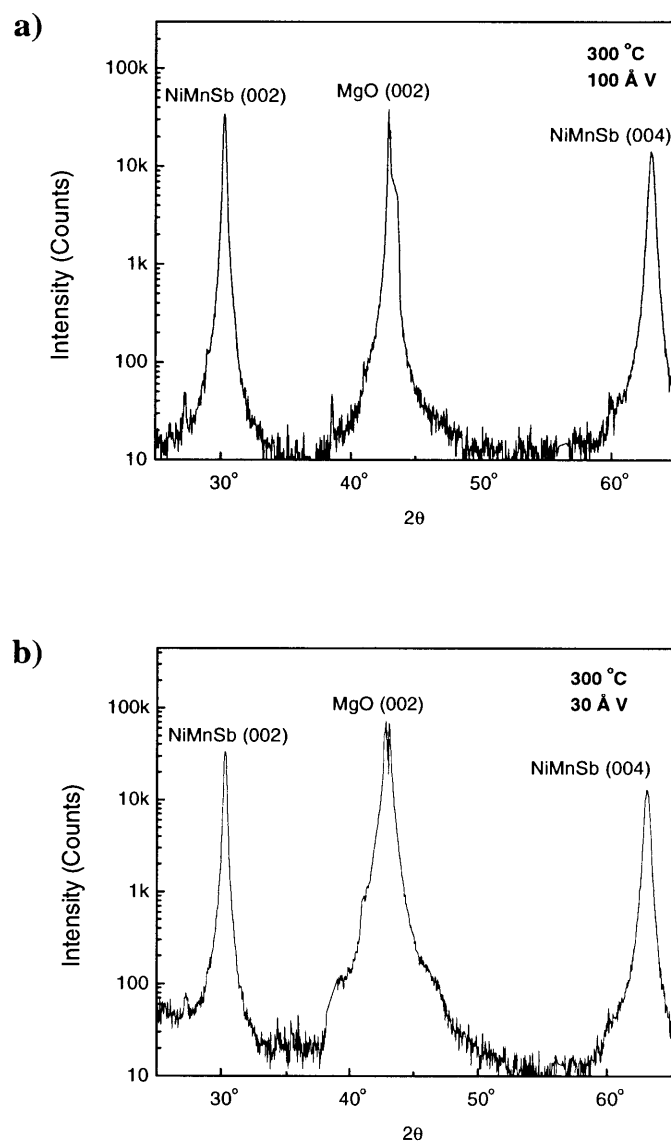 a)
300 °C
100 Å V
NiMnSb (002)
MgO (002)
NiMnSb (004)
Intensity (Counts)
100k
10k
1k
100
10
30°
40°
50°
60°
2θ
b)
300 °C
30 Å V
MgO (002)
NiMnSb (002)
NiMnSb (004)
Intensity (Counts)
100k
10k
1k
100
10
30°
40°
50°
60°
2θ